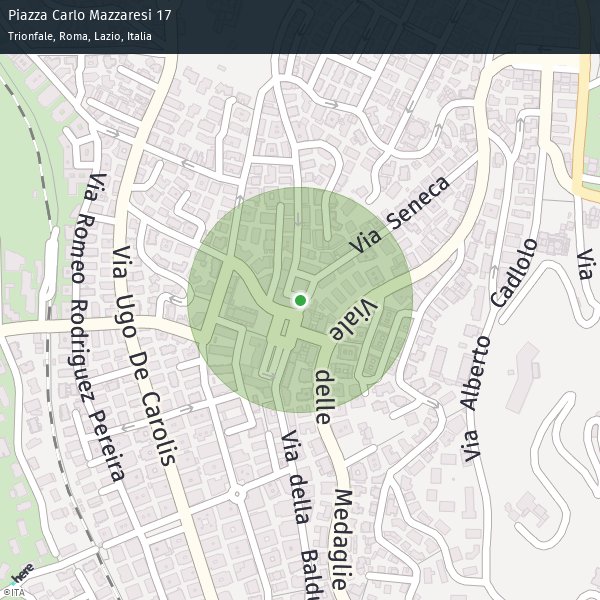 Piazza Carlo Mazzaresi 17
Trionfale, Roma, Lazio, Italia
Via Seneca
Via Romeo Rodriguez Pereira
Via Ugo De Carolis
Viale delle Medaglie
Via Alberto Cadlolo
Via
Via della Baldu
here
©ITA